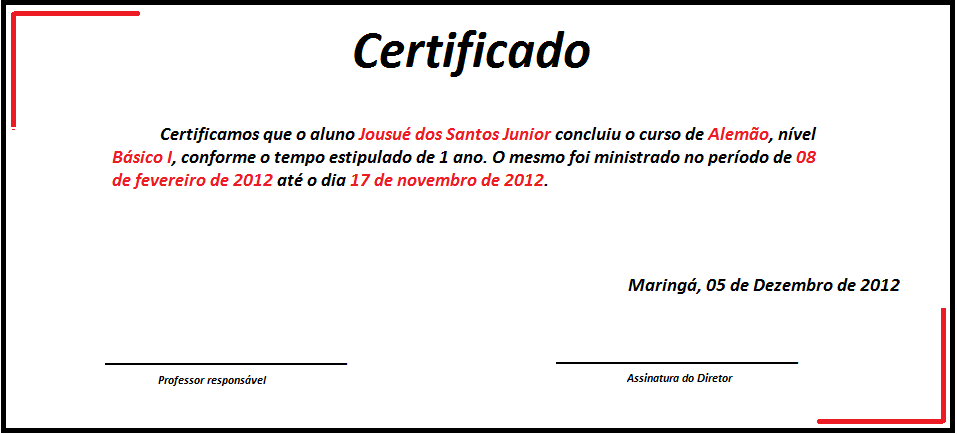 Certificado
Certificamos que o aluno Jousué dos Santos Junior concluiu o curso de Alemão, nível
Básico I, conforme o tempo estipulado de 1 ano. O mesmo foi ministrado no período de 08
de fevereiro de 2012 até o dia 17 de novembro de 2012.
Maringá, 05 de Dezembro de 2012
Professor responsável
Assinatura do Diretor